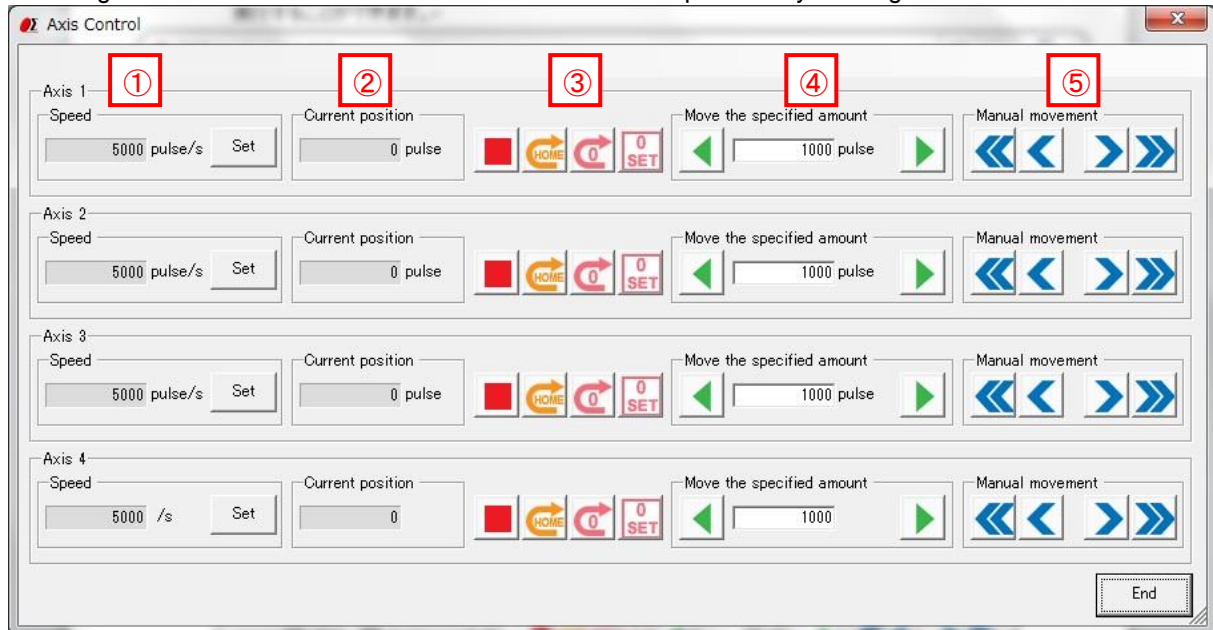 Axis Control
① ② ③ ④ ⑤
Axis 1
Speed Current position Move the specified amount Manual movement
5000 pulse/s Set 0 pulse HOME 0 0 SET 1000 pulse
Axis 2
Speed Current position Move the specified amount Manual movement
5000 pulse/s Set 0 pulse HOME 0 0 SET 1000 pulse
Axis 3
Speed Current position Move the specified amount Manual movement
5000 pulse/s Set 0 pulse HOME 0 0 SET 1000 pulse
Axis 4
Speed Current position Move the specified amount Manual movement
5000 /s Set 0 HOME 0 0 SET 1000
End